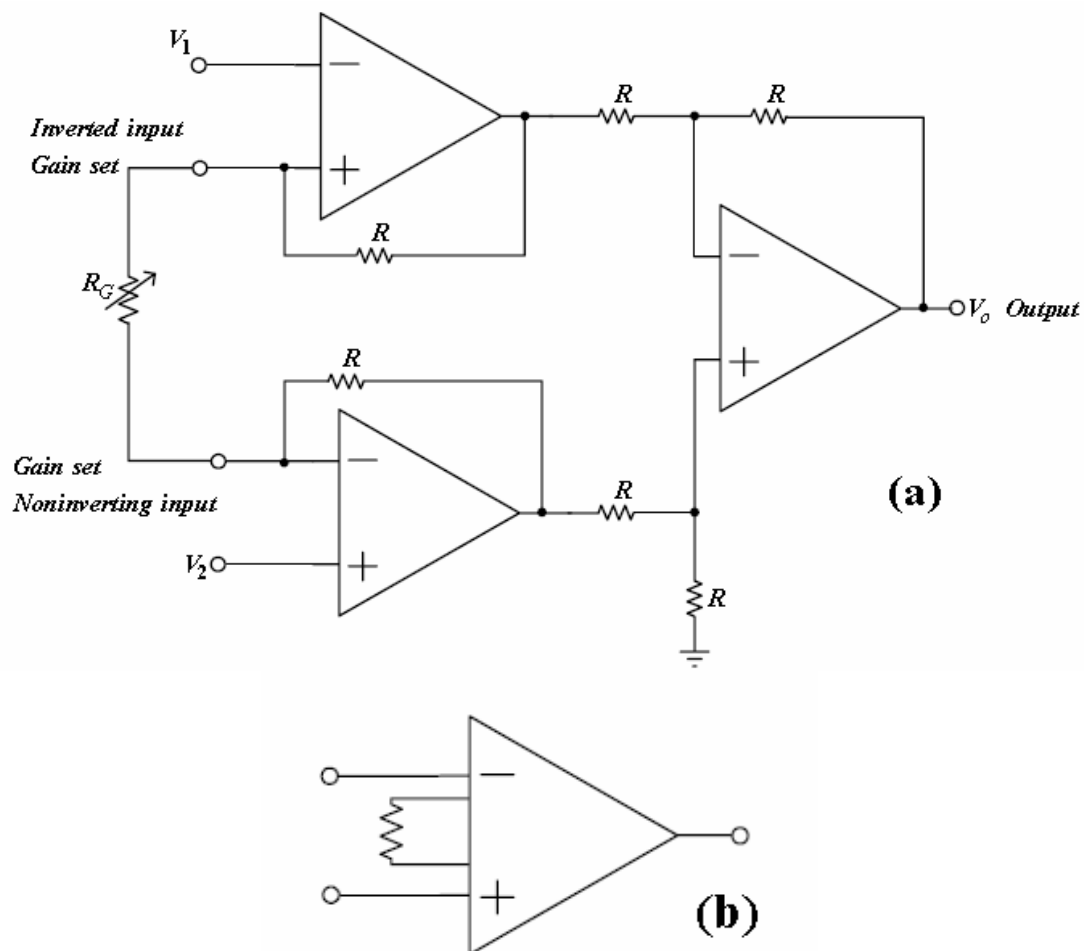 V1
Inverted input
Gain set
R
R
R
RG
R
Vo Output
Gain set
Noninverting input
R
(a)
V2
R
(b)